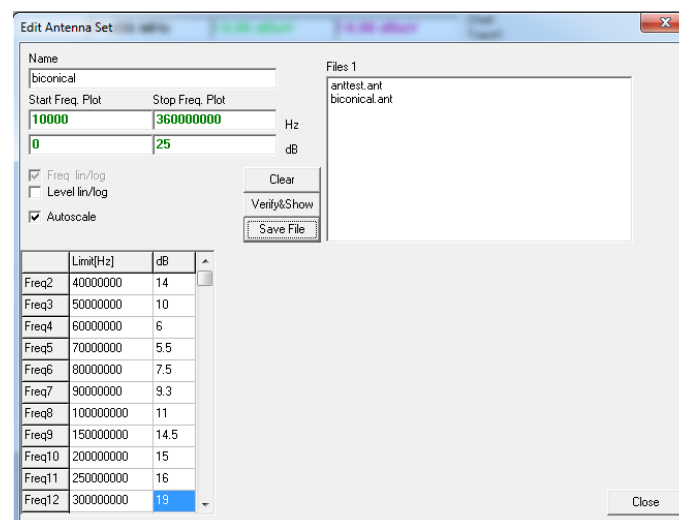 Edit Antenna Set
Name
biconical
Start Freq. Plot Stop Freq. Plot
10000 360000000 Hz
0 25 dB
Freq lin/log
Level lin/log
Autoscale
Clear
Verify&Show
Save File
Files 1
anttest.ant
biconical.ant
Limit[Hz] dB
Freq2 40000000 14
Freq3 50000000 10
Freq4 60000000 6
Freq5 70000000 5.5
Freq6 80000000 7.5
Freq7 90000000 9.3
Freq8 100000000 11
Freq9 150000000 14.5
Freq10 200000000 15
Freq11 250000000 16
Freq12 300000000 19
Close